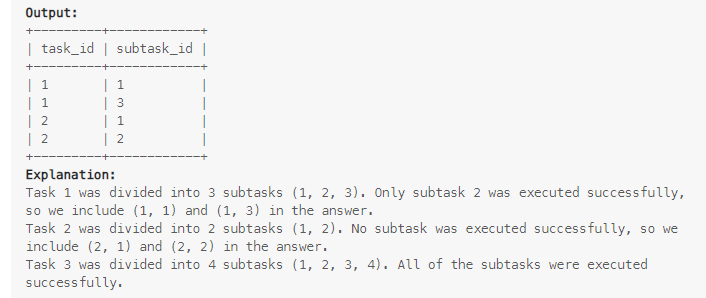 Output:
+---------+------------+
| task_id | subtask_id |
+---------+------------+
| 1       | 1          |
| 1       | 3          |
| 2       | 1          |
| 2       | 2          |
+---------+------------+
Explanation:
Task 1 was divided into 3 subtasks (1, 2, 3). Only subtask 2 was executed successfully,
so we include (1, 1) and (1, 3) in the answer.
Task 2 was divided into 2 subtasks (1, 2). No subtask was executed successfully, so we
include (2, 1) and (2, 2) in the answer.
Task 3 was divided into 4 subtasks (1, 2, 3, 4). All of the subtasks were executed
successfully.